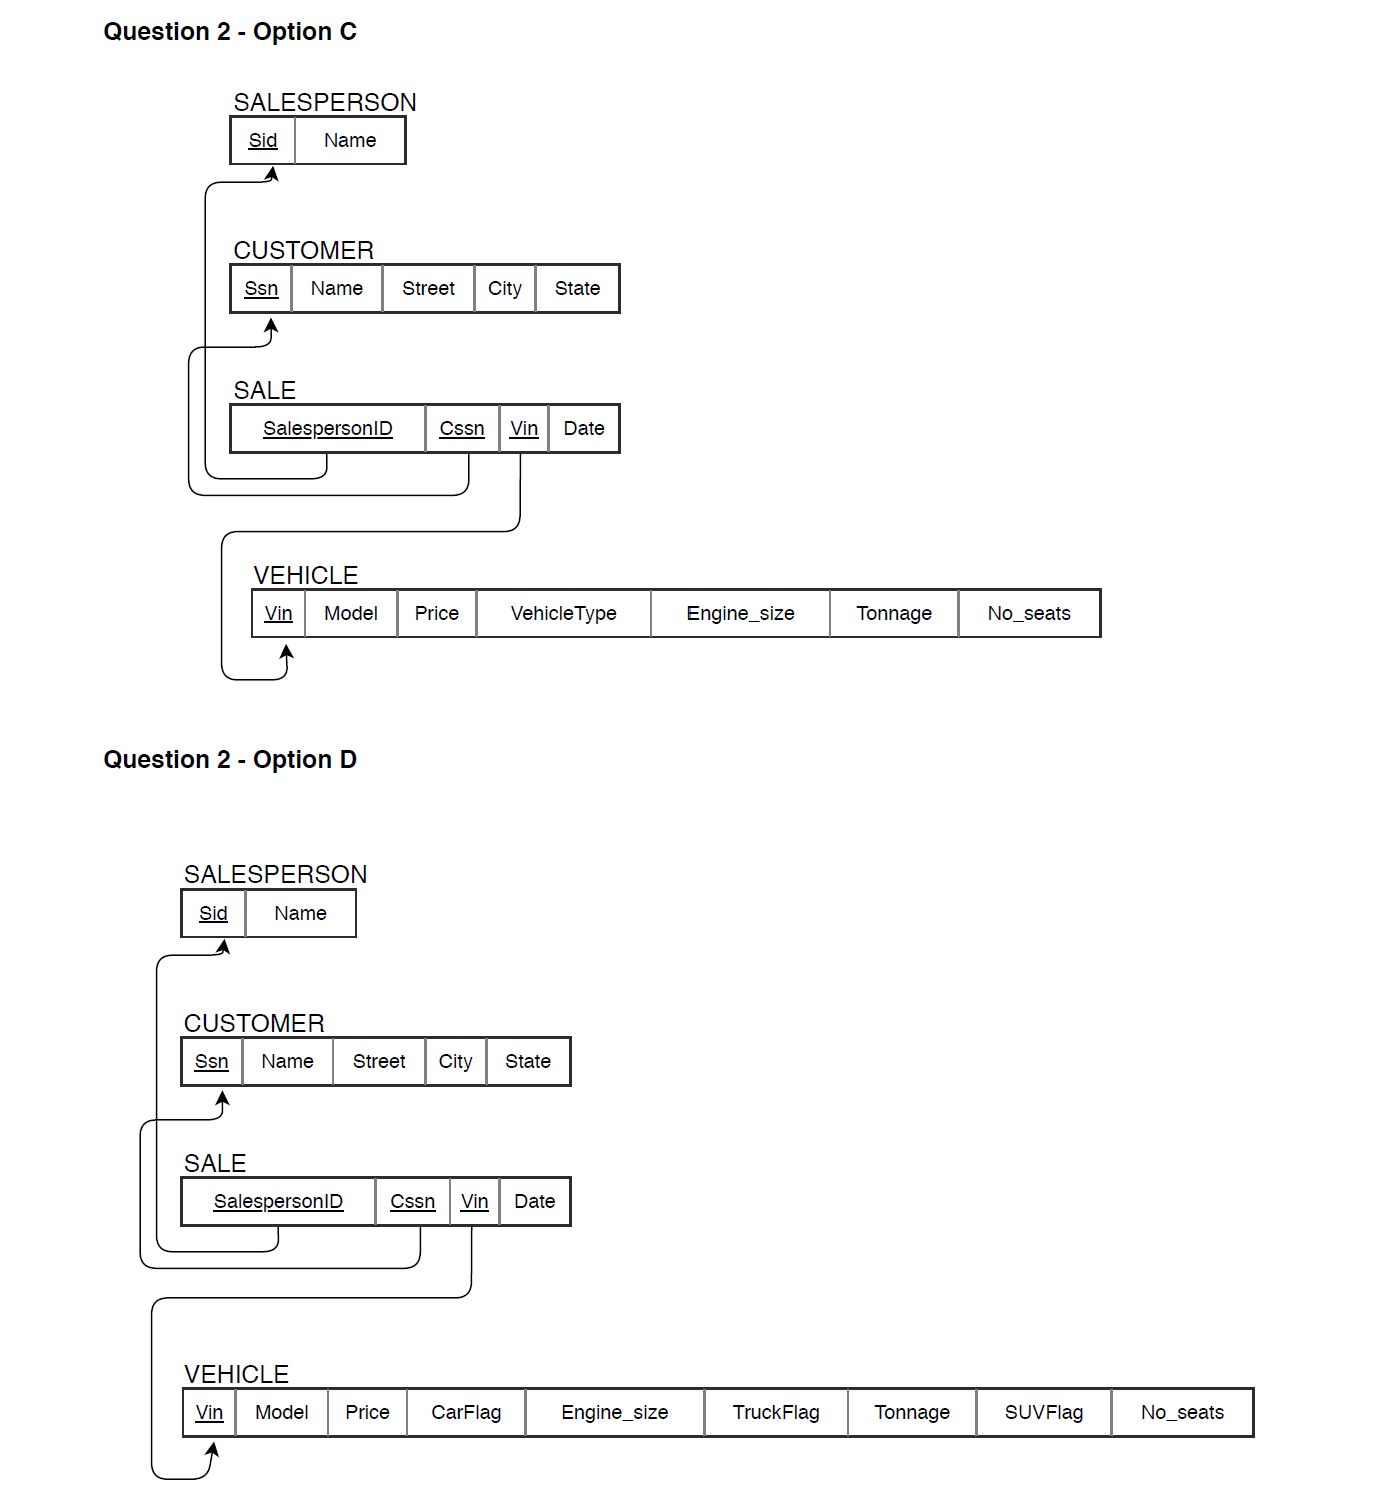 Question 2 - Option C
SALESPERSON
Sid Name
CUSTOMER
Ssn Name Street City State
SALE
SalespersonID Cssn Vin Date
VEHICLE
Vin Model Price VehicleType Engine_size Tonnage No_seats
Question 2 - Option D
SALESPERSON
Sid Name
CUSTOMER
Ssn Name Street City State
SALE
SalespersonID Cssn Vin Date
VEHICLE
Vin Model Price CarFlag Engine_size TruckFlag Tonnage SUVFlag No_seats